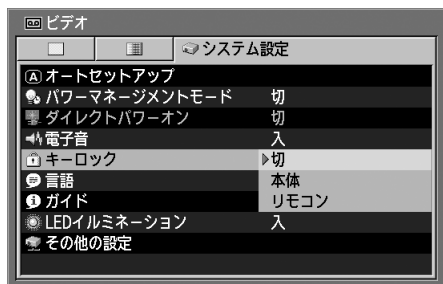 ビデオ
システム設定
Aオートセットアップ
パワーマネージメントモード 切
ダイレクトパワーオン 切
電子音 入
キーロック 切
言語 本体
ガイド リモコン
LEDイルミネーション 入
その他の設定